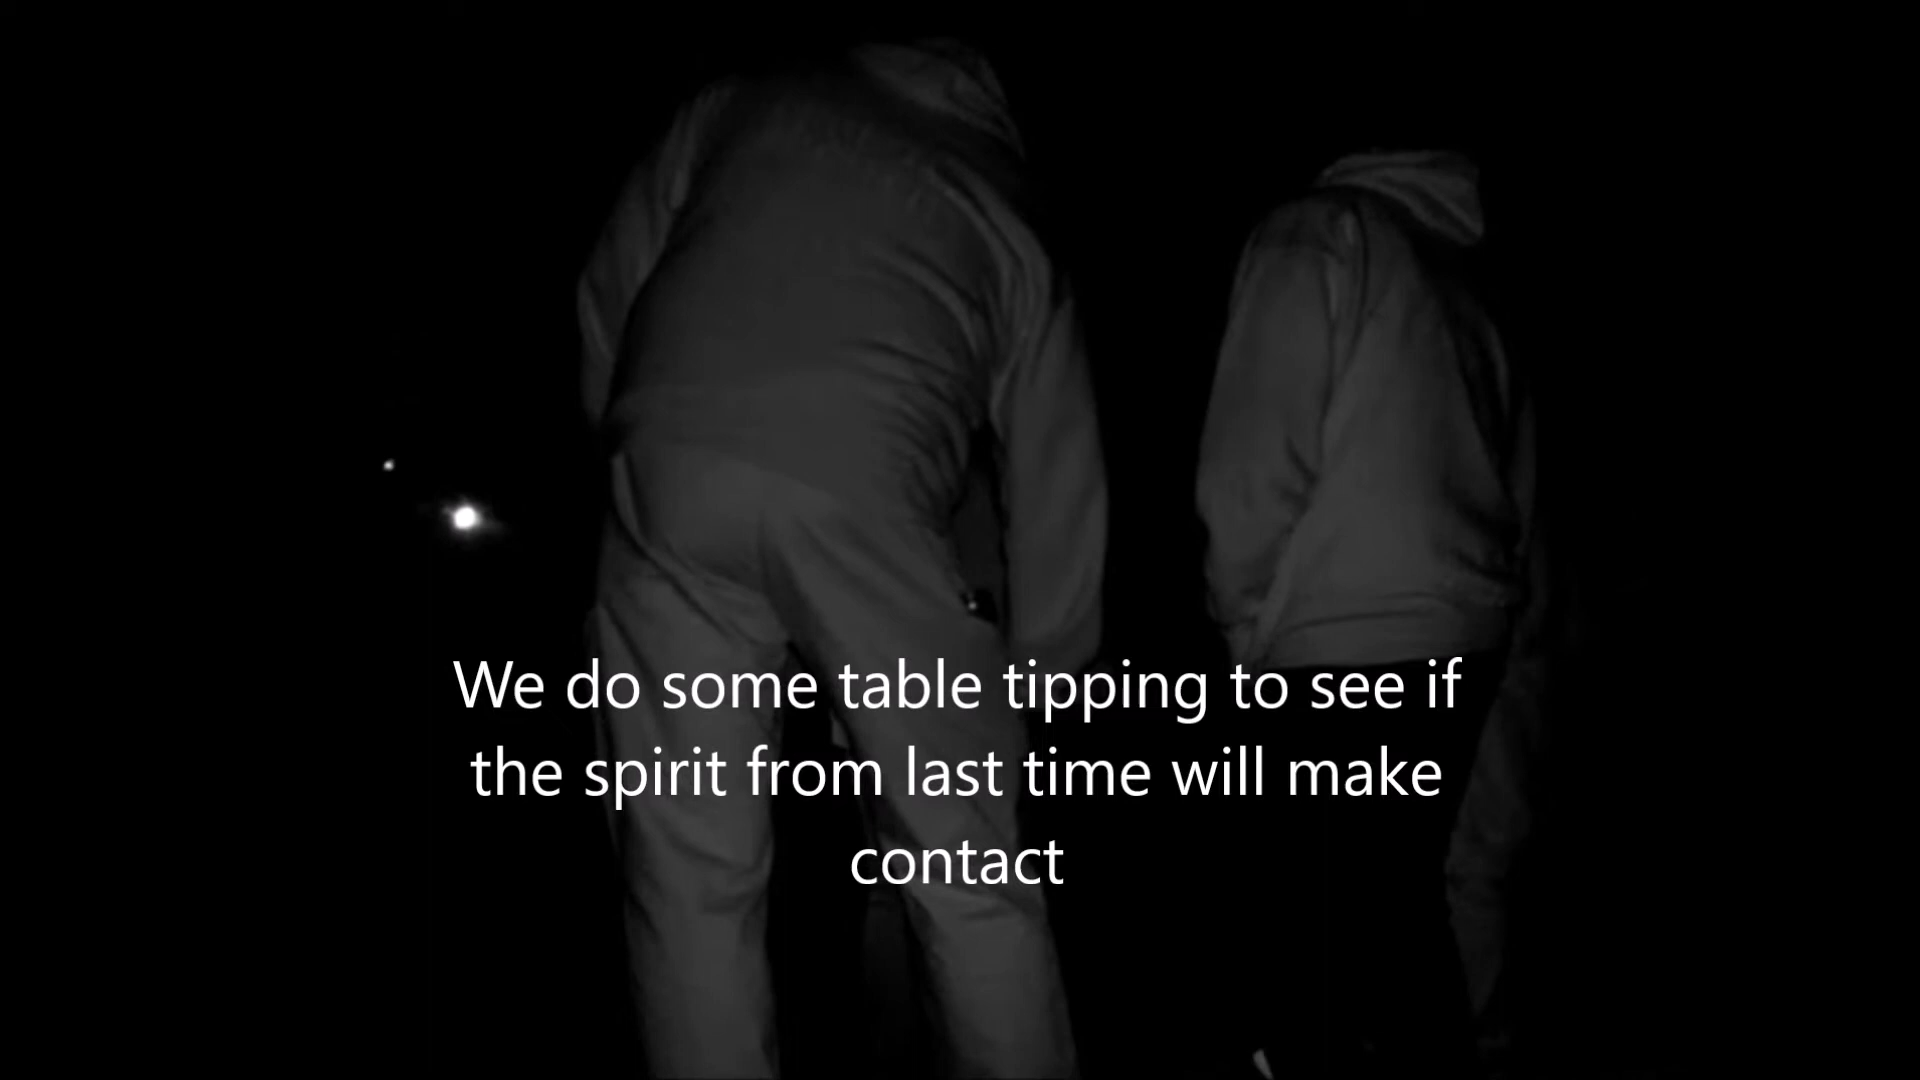 We do some table tipping to see if
the spirit from last time will make
contact